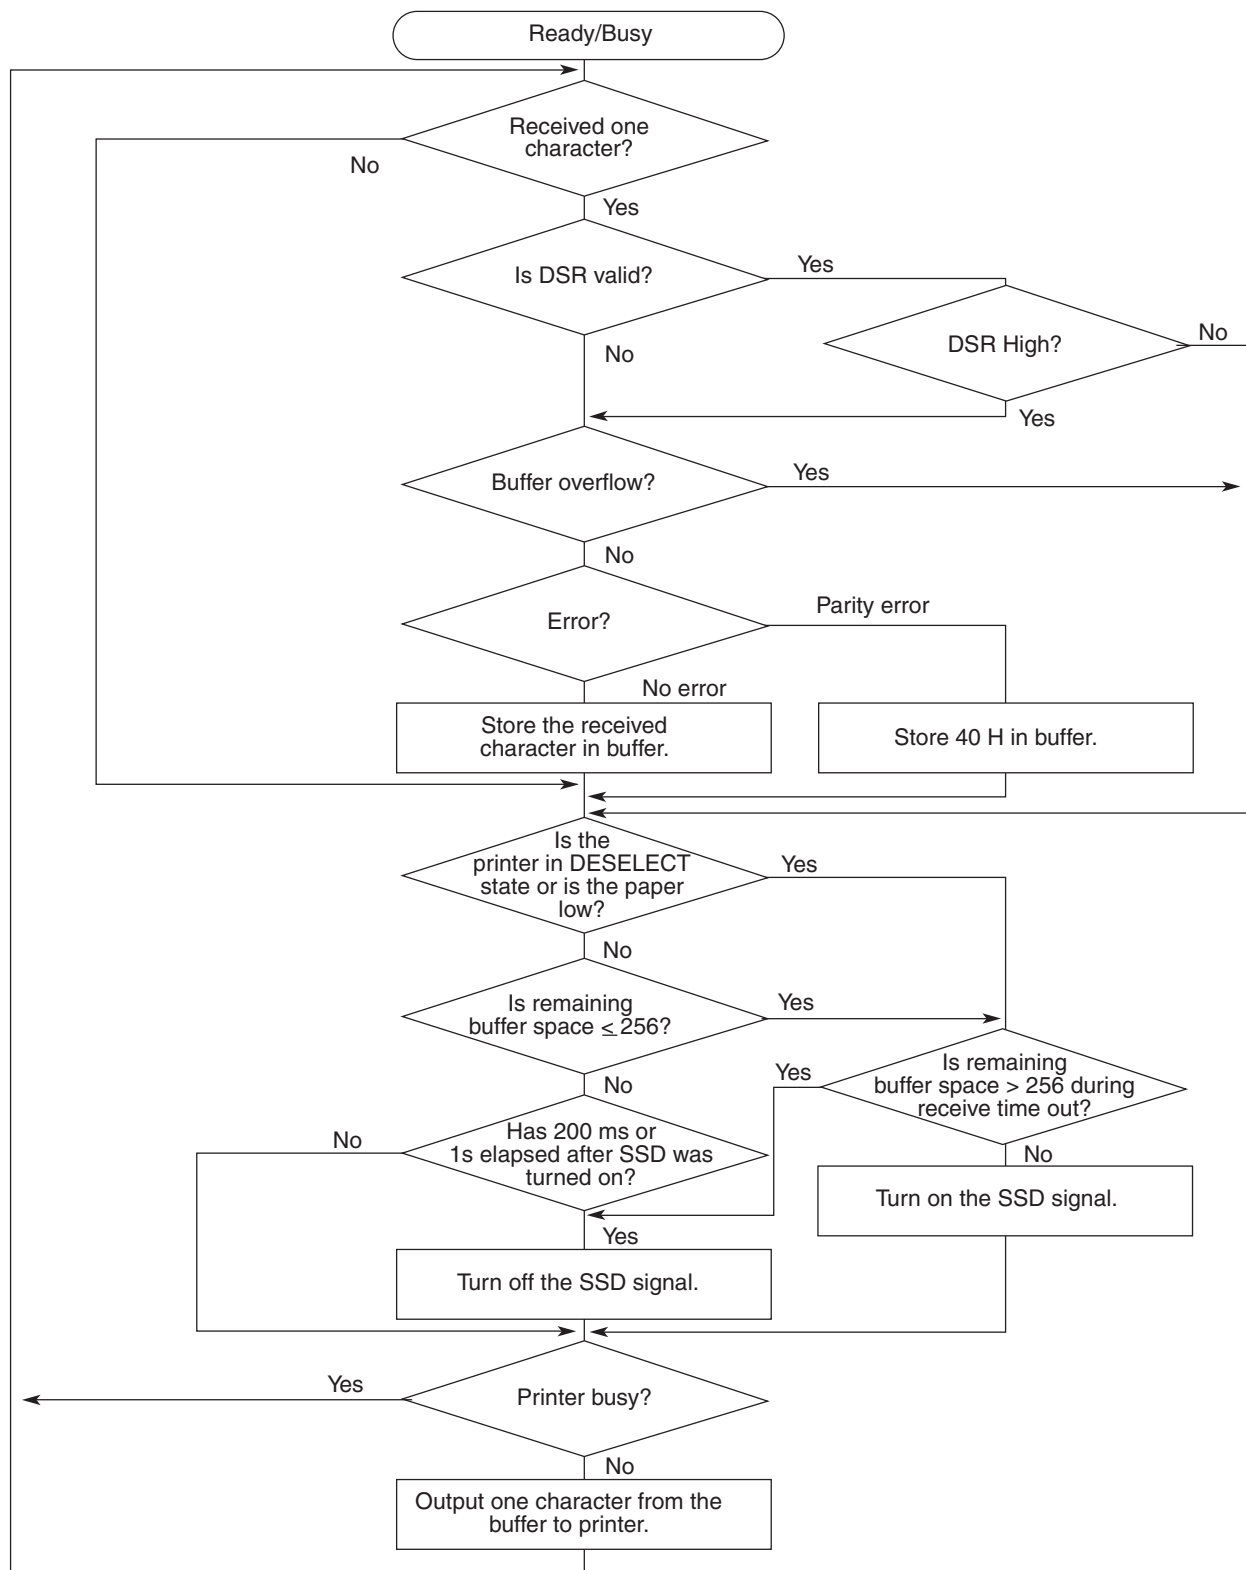 Ready/Busy
Received one
character?
No
Yes
Is DSR valid?
Yes
DSR High?
No
No
Yes
Buffer overflow?
Yes
No
Error?
Parity error
No error
Store the received
character in buffer.
Store 40 H in buffer.
Is the
printer in DESELECT
state or is the paper
low?
Yes
No
Is remaining
buffer space ≤ 256?
Yes
Is remaining
buffer space > 256 during
receive time out?
Yes
No
No
Has 200 ms or
1s elapsed after SSD was
turned on?
No
Turn on the SSD signal.
Yes
Turn off the SSD signal.
Printer busy?
Yes
No
Output one character from the
buffer to printer.